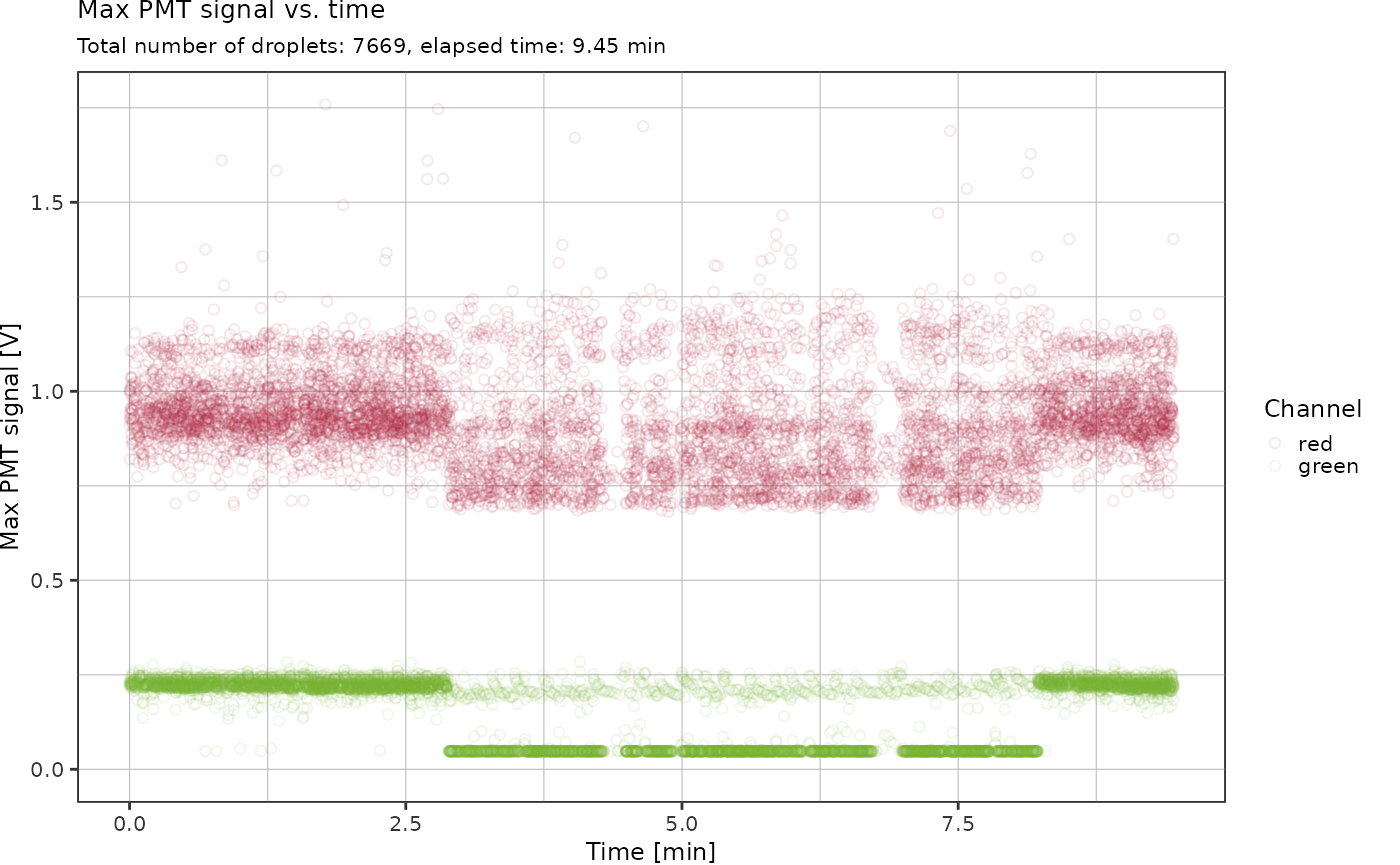 Max PMT signal vs. time
Total number of droplets: 7669, elapsed time: 9.45 min
Max PMT signal [V]
1.5
1.0
0.5
0.0
0.0
2.5
5.0
7.5
Time [min]
Channel
red
green